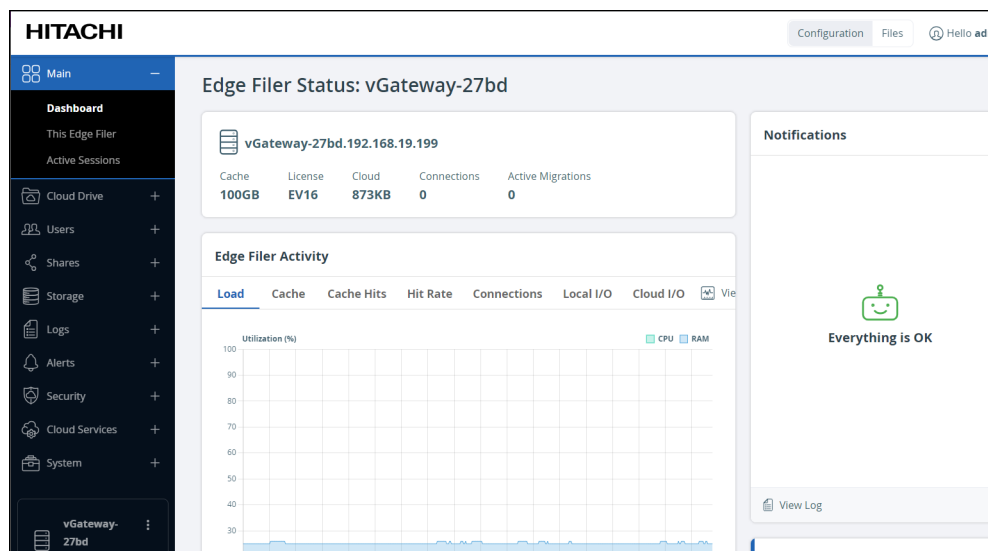 HITACHI
Configuration Files Hello ad
Main
Dashboard
This Edge Filer
Active Sessions
Cloud Drive
Users
Shares
Storage
Logs
Alerts
Security
Cloud Services
System
vGateway-
27bd
Edge Filer Status: vGateway-27bd
vGateway-27bd.192.168.19.199
Cache License Cloud Connections Active Migrations
100GB EV16 873KB 0 0
Edge Filer Activity
Load Cache Cache Hits Hit Rate Connections Local I/O Cloud I/O Vie
Utilization (%) CPU RAM
100
90
80
70
60
50
40
30
Notifications
Everything is OK
View Log